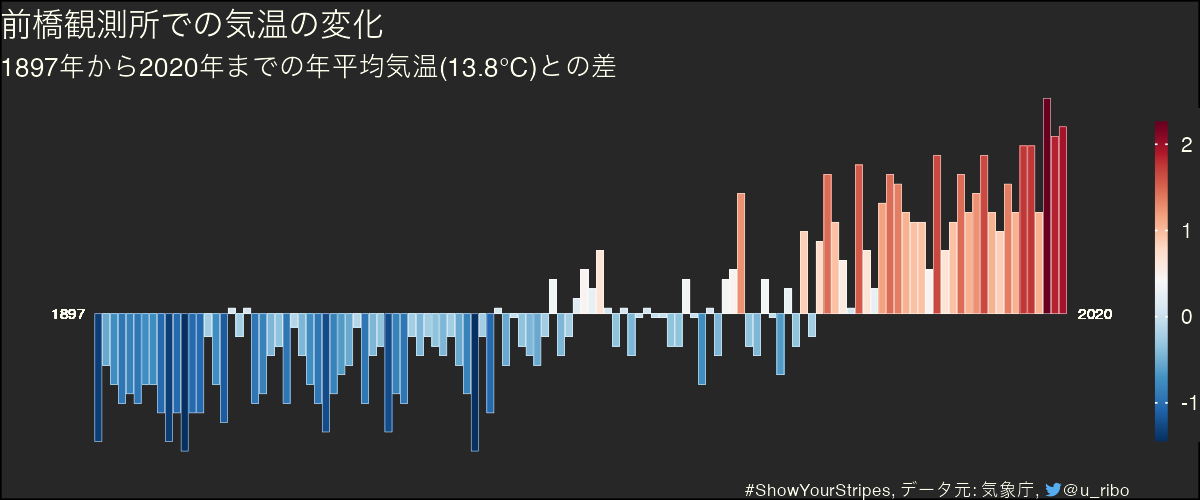 前橋観測所での気温の変化
1897年から2020年までの年平均気温(13.8°C)との差
2
1
1897
2020
0
-1
#ShowYourStripes, データ元: 気象庁, @u_ribo